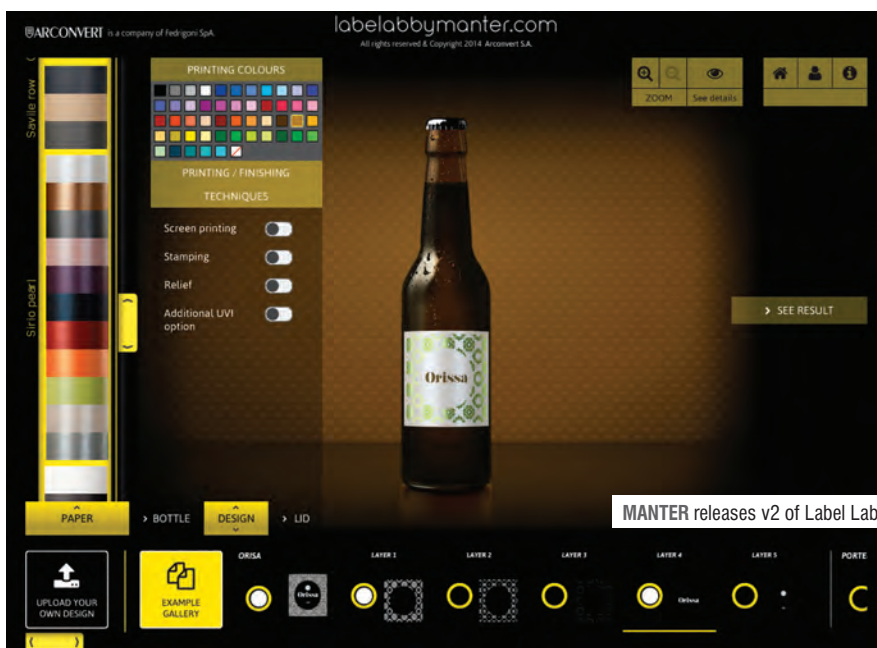 ARCONVERT is a company of Fedrigoni SpA.
labelabbymanter.com
All rights reserved & Copyright 2014 Arconvert S.A.
Savile row
Sirio pearl
PRINTING COLOURS
PRINTING / FINISHING
TECHNIQUES
Screen printing
Stamping
Relief
Additional UVI
option
ZOOM
See details
> SEE RESULT
Orissa
MANTER releases v2 of Label Lab
PAPER
> BOTTLE
DESIGN
> LID
UPLOAD YOUR
OWN DESIGN
EXAMPLE
GALLERY
ORISA
Orissa
LAYER 1
LAYER 2
LAYER 3
LAYER 4
Orissa
LAYER 5
PORTE